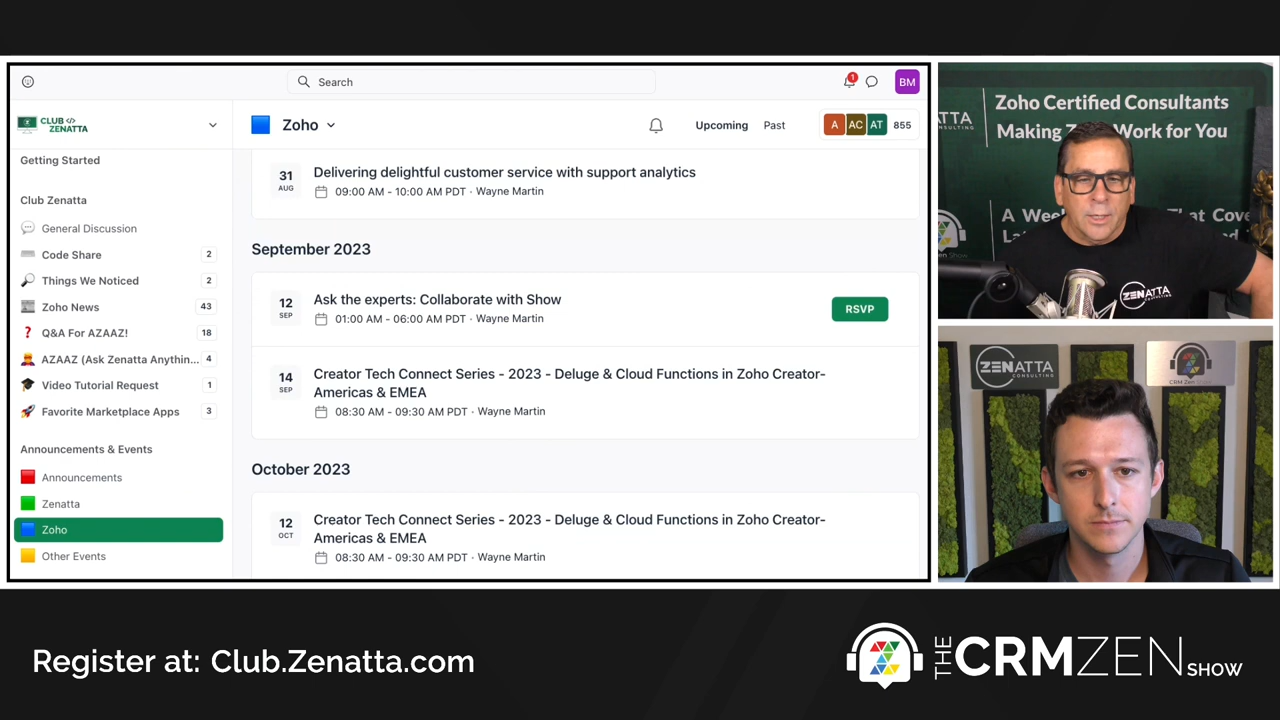 Search
1
BM
CLUB </>
ZENATTA
Zoho
Upcoming
Past
A
AC
AT
855
Getting Started
Club Zenatta
General Discussion
Code Share
2
Things We Noticed
2
Zoho News
43
Q&A For AZAAZ!
18
AZAAZ (Ask Zenatta Anythin...
4
Video Tutorial Request
1
Favorite Marketplace Apps
3
Announcements & Events
Announcements
Zenatta
Zoho
Other Events
31
AUG
Delivering delightful customer service with support analytics
09:00 AM - 10:00 AM PDT · Wayne Martin
September 2023
12
SEP
Ask the experts: Collaborate with Show
01:00 AM - 06:00 AM PDT · Wayne Martin
RSVP
14
SEP
Creator Tech Connect Series - 2023 - Deluge & Cloud Functions in Zoho Creator-
Americas & EMEA
08:30 AM - 09:30 AM PDT · Wayne Martin
October 2023
12
OCT
Creator Tech Connect Series - 2023 - Deluge & Cloud Functions in Zoho Creator-
Americas & EMEA
08:30 AM - 09:30 AM PDT · Wayne Martin
Zoho Certified Consultants
Making Work for You
A That Cove
ZENATTA
CONSULTING
ZENATTA
CONSULTING
CRM Zen Show
Register at: Club.Zenatta.com
THE CRMZEN SHOW